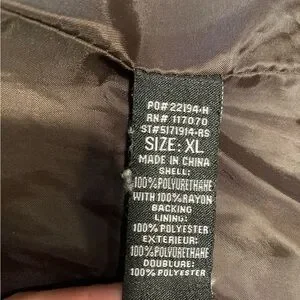 PO# 22194-H
RN# 117070
ST#5171914-RS
SIZE: XL
MADE IN CHINA
SHELL:
100% POLYURETHANE
WITH 100% RAYON
BACKING
LINING:
100% POLYESTER
EXTERIEUR:
100% POLYURETHANE
DOUBLURE:
100% POLYESTER